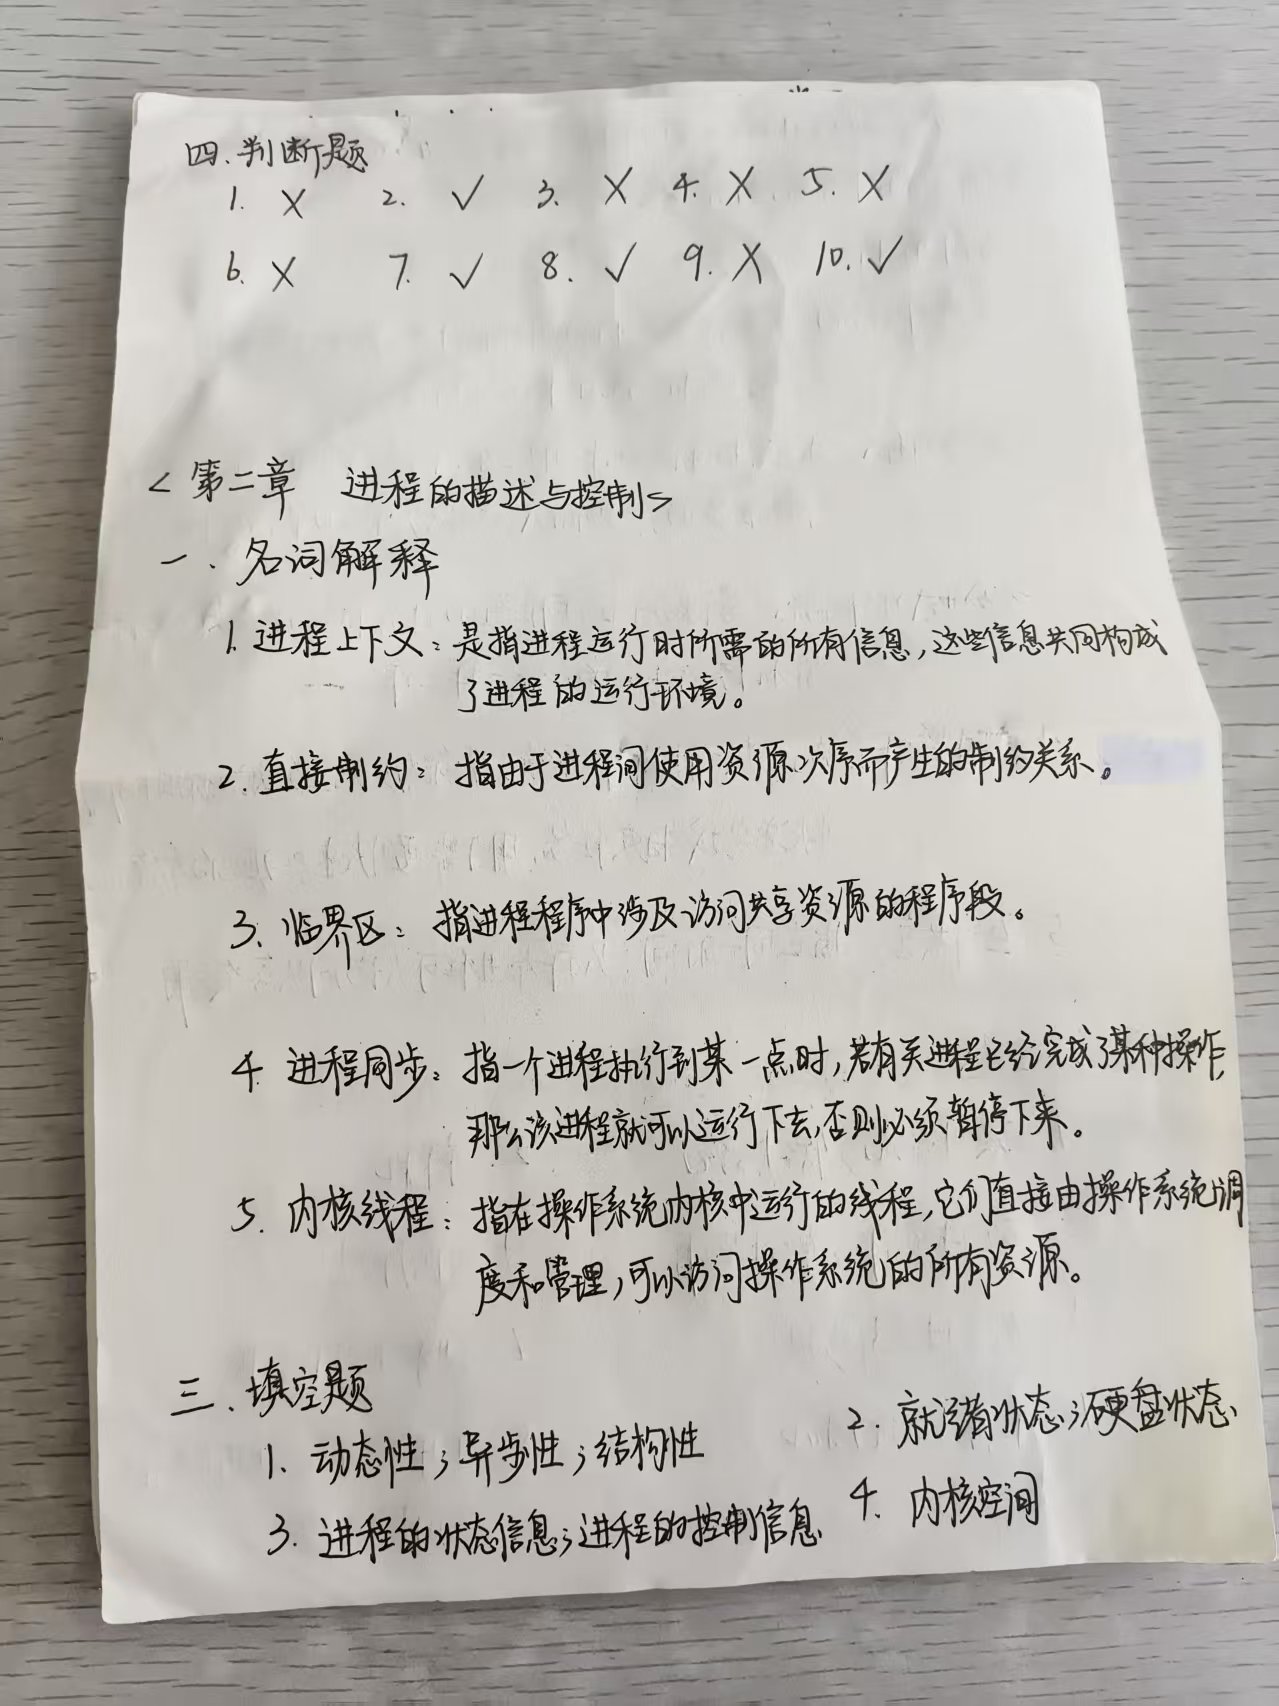 四.判断题
1. X 2. ✓ 3. X 4. X 5. X
6. X 7. ✓ 8. ✓ 9. X 10. ✓
<第二章 进程的描述与控制>
一.名词解释
1. 进程上下文：是指进程运行时所需的所有信息，这些信息共同构成
了进程的运行环境。
2. 直接制约：指由于进程间使用资源次序而产生的制约关系。
3. 临界区：指进程程序中涉及访问共享资源的程序段。
4. 进程同步：指一个进程执行到某一点时，若有关进程已经完成了某种操作，
那么该进程就可以运行下去，否则必须暂停下来。
5. 内核线程：指在操作系统内核中运行的线程，它们直接由操作系统调
度和管理，可以访问操作系统的所有资源。
三.填空题
1. 动态性；异步性；结构性 2. 就绪状态；硬盘状态
3. 进程的状态信息；进程的控制信息 4. 内核空间